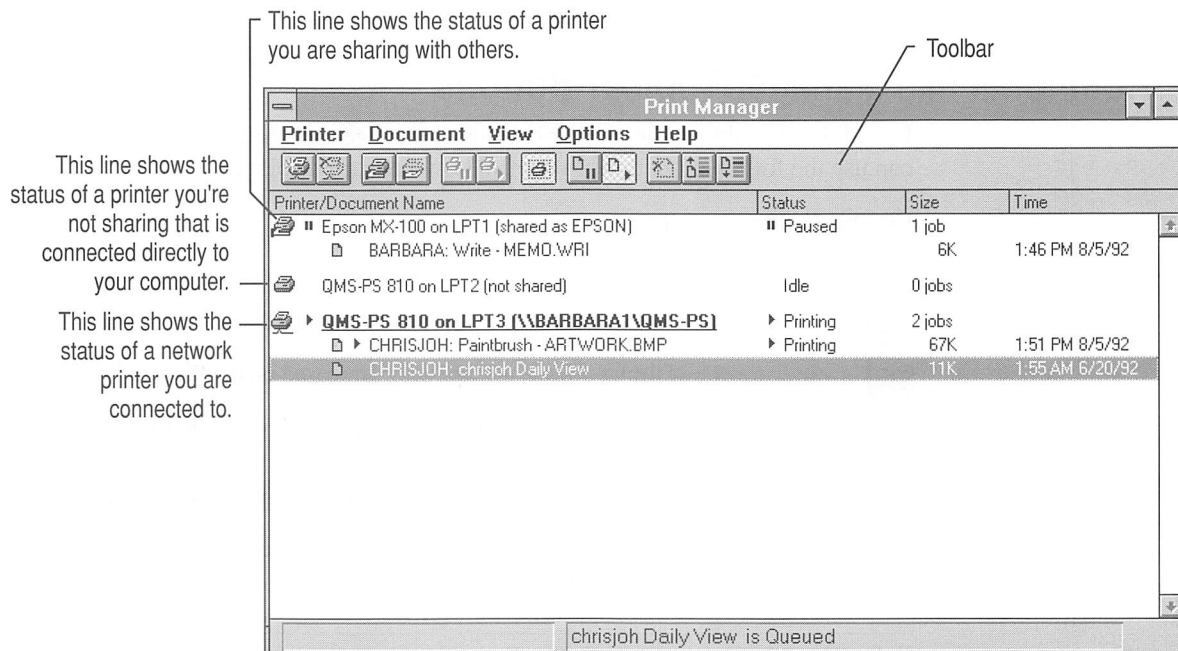 This line shows the status of a printer
you are sharing with others.
Toolbar
This line shows the
status of a printer you're
not sharing that is
connected directly to
your computer.
This line shows the
status of a network
printer you are
connected to.
Print Manager
Printer Document View Options Help
Printer/Document Name Status Size Time
Epson MX-100 on LPT1 (shared as EPSON) Paused 1 job
BARBARA: Write - MEMO.WRI 6K 1:46 PM 8/5/92
QMS-PS 810 on LPT2 (not shared) Idle 0 jobs
QMS-PS 810 on LPT3 (\\BARBARA1\QMS-PS) Printing 2 jobs
CHRISJOH: Paintbrush - ARTWORK.BMP Printing 67K 1:51 PM 8/5/92
CHRISJOH: chrisjoh Daily View 11K 1:55 AM 6/20/92
chrisjoh Daily View is Queued